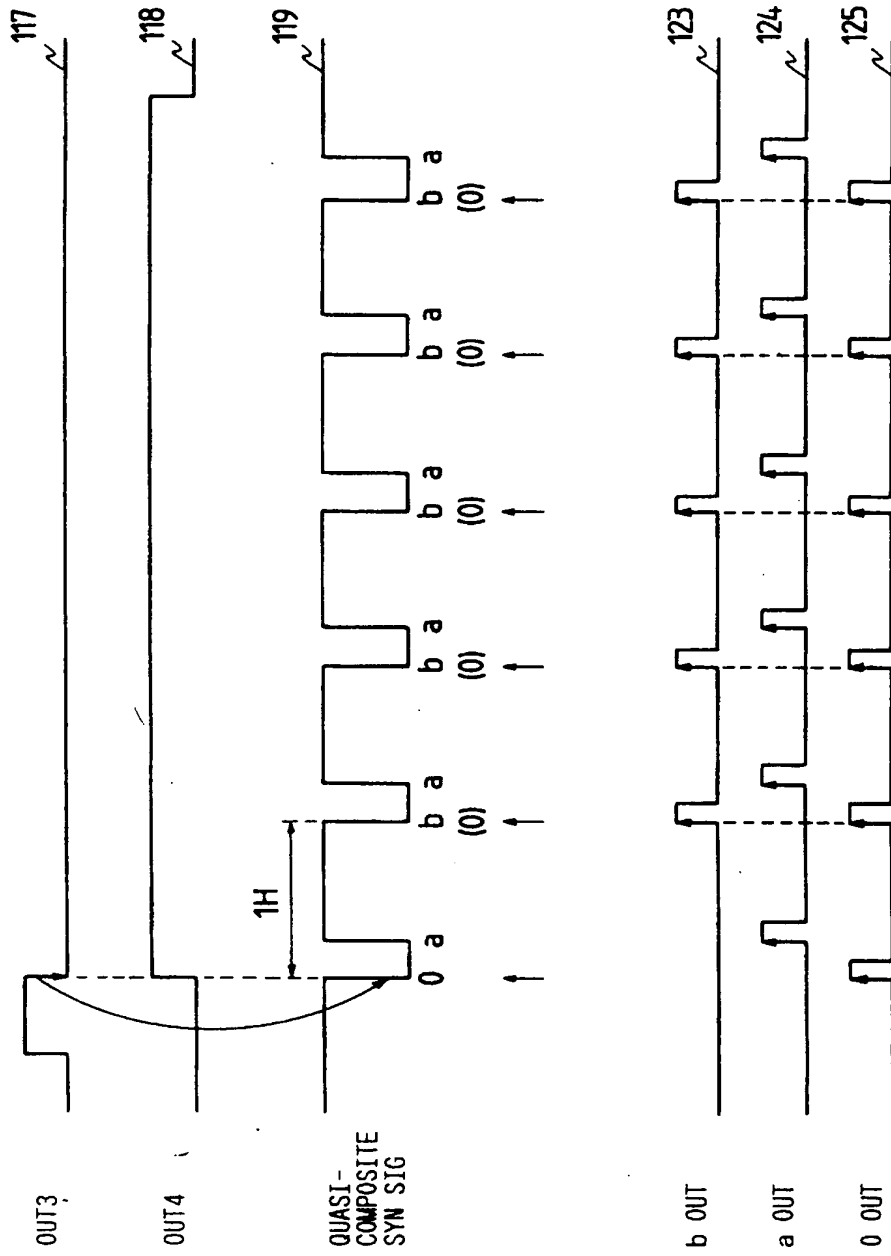 OUT3 117
OUT4 118
QUASI-
COMPOSITE
SYN SIG
119
1H
0 a b a b a b a b a b a
(0) (0) (0) (0) (0)
b OUT 123
a OUT 124
0 OUT 125